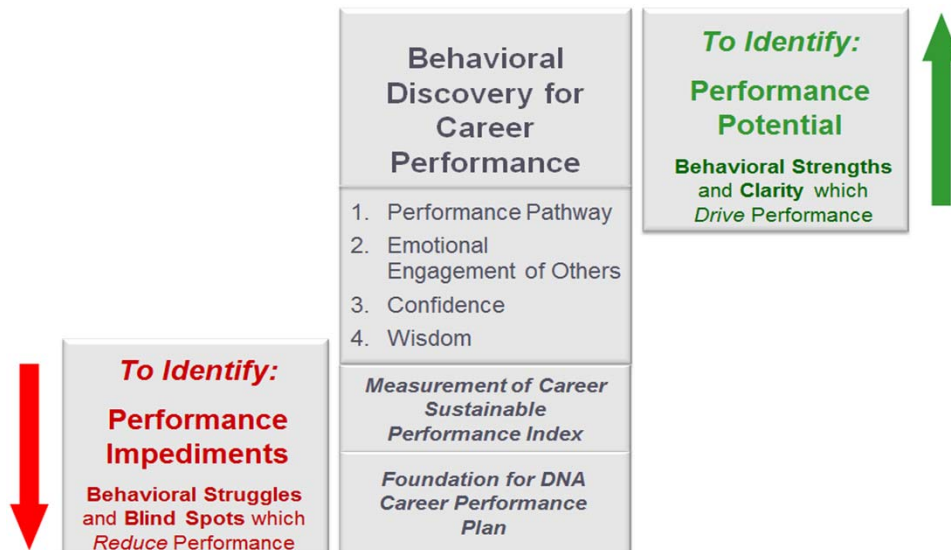 Behavioral
Discovery for
Career
Performance
1. Performance Pathway
2. Emotional
Engagement of Others
3. Confidence
4. Wisdom
Measurement of Career
Sustainable
Performance Index
Foundation for DNA
Career Performance
Plan
To Identify:
Performance
Potential
Behavioral Strengths
and Clarity which
Drive Performance
To Identify:
Performance
Impediments
Behavioral Struggles
and Blind Spots which
Reduce Performance